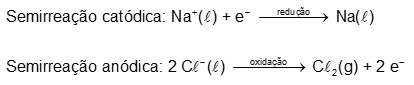 Semirreação catódica: Na⁺(ℓ) + e⁻ —redução→ Na(ℓ)
Semirreação anódica: 2 Cℓ⁻(ℓ) —oxidação→ Cℓ₂(g) + 2 e⁻